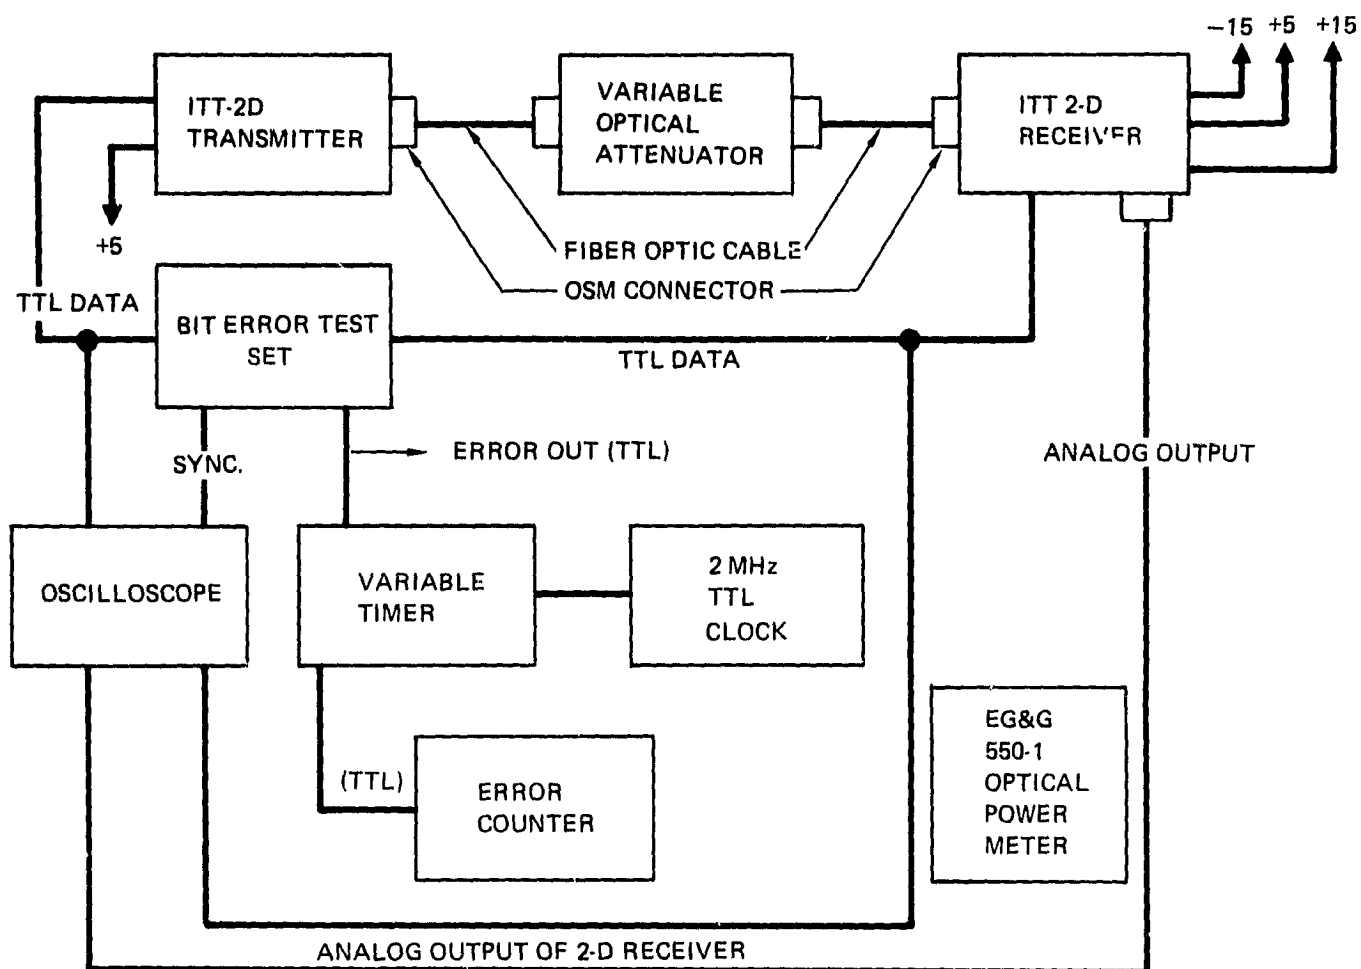 −15 +5 +15
ITT-2D
TRANSMITTER
VARIABLE
OPTICAL
ATTENUATOR
ITT 2-D
RECEIVER
+5
FIBER OPTIC CABLE
OSM CONNECTOR
TTL DATA
BIT ERROR TEST
SET
TTL DATA
SYNC.
ERROR OUT (TTL)
ANALOG OUTPUT
OSCILLOSCOPE
VARIABLE
TIMER
2 MHz
TTL
CLOCK
(TTL)
ERROR
COUNTER
EG&G
550-1
OPTICAL
POWER
METER
ANALOG OUTPUT OF 2-D RECEIVER